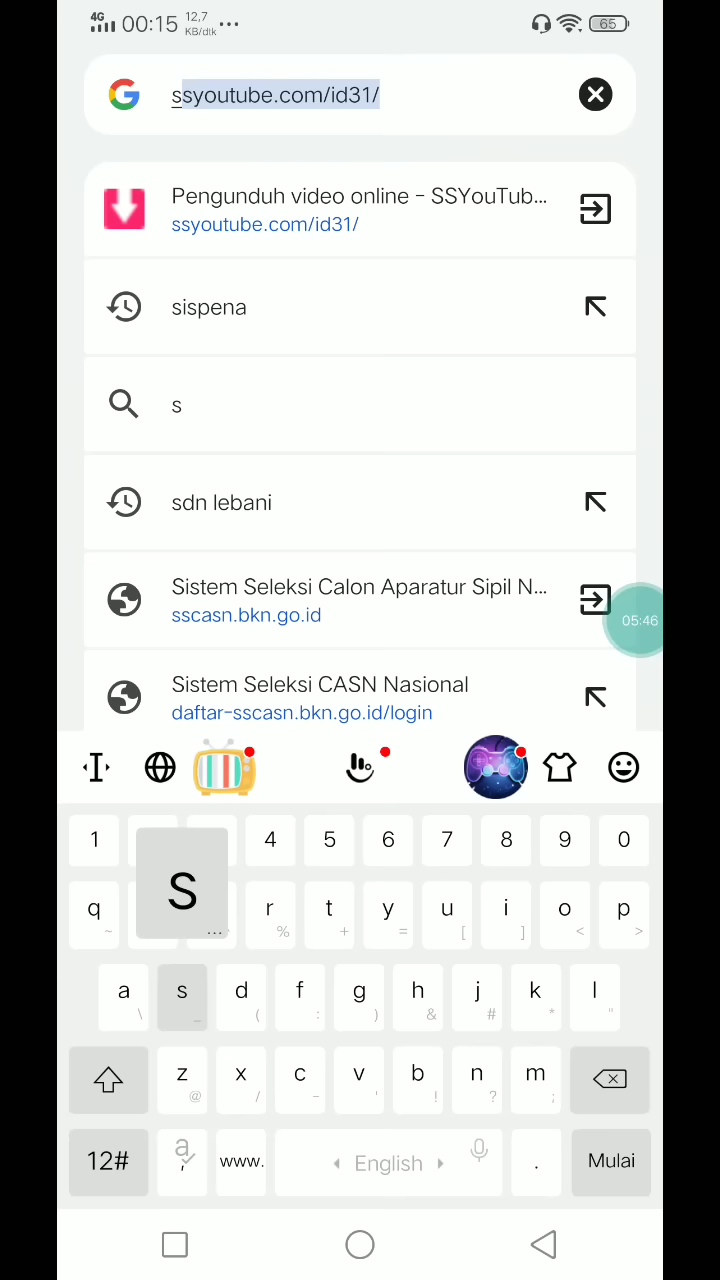 4G 00:15 12,7 KB/dtk ... 65
ssyoutube.com/id31/
Pengunduh video online - SSYouTub...
ssyoutube.com/id31/
sispena
s
sdn lebani
Sistem Seleksi Calon Aparatur Sipil N...
sscasn.bkn.go.id
05:46
Sistem Seleksi CASN Nasional
daftar-sscasn.bkn.go.id/login
1 4 5 6 7 8 9 0
S ...
q r t y u i o p
~ % + = [ ] < >
a s d f g h j k l
\ _ ( : ) & # * "
z x c v b n m
@ / - ' ! ? ;
12# a , www. English . Mulai